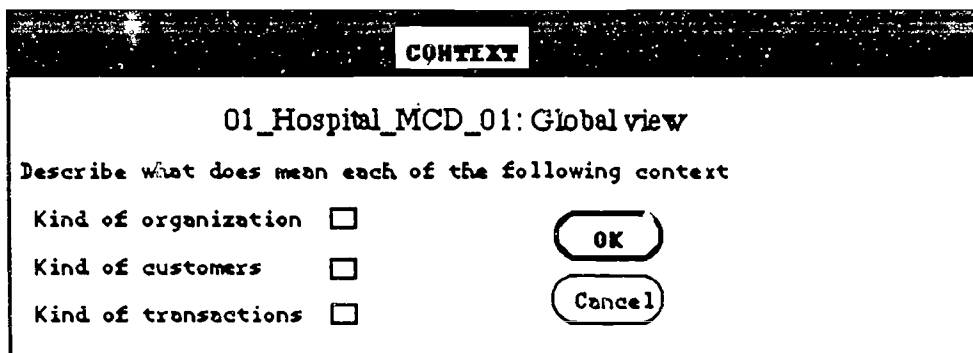 CONTEXT
01_Hospital_MCD_01: Global view
Describe what does mean each of the following context
Kind of organization
OK
Kind of customers
Cancel
Kind of transactions